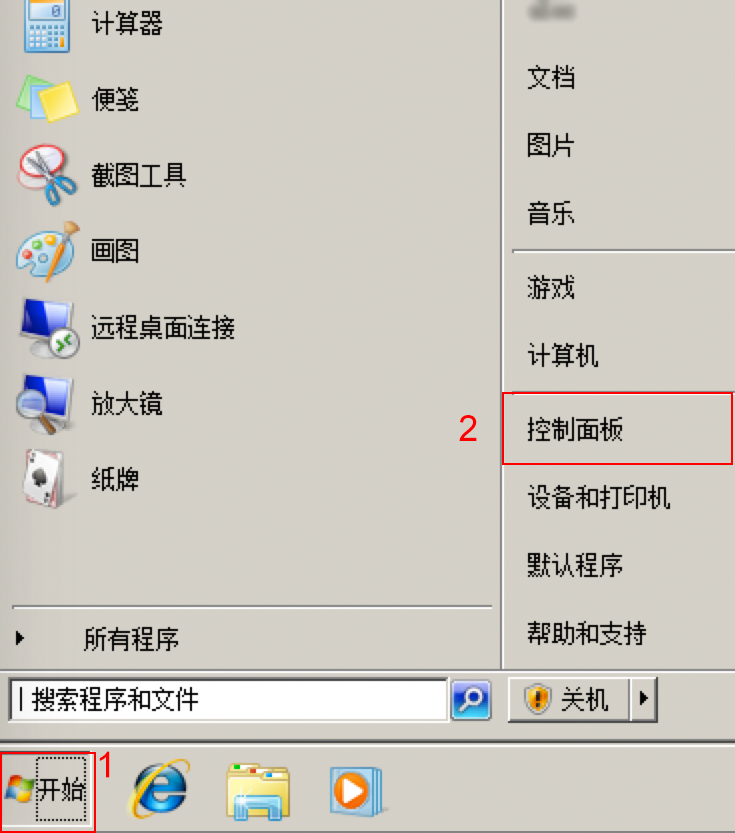 计算器
便笺
截图工具
画图
远程桌面连接
放大镜
纸牌
所有程序
搜索程序和文件
文档
图片
音乐
游戏
计算机
2
控制面板
设备和打印机
默认程序
帮助和支持
关机
开始
1